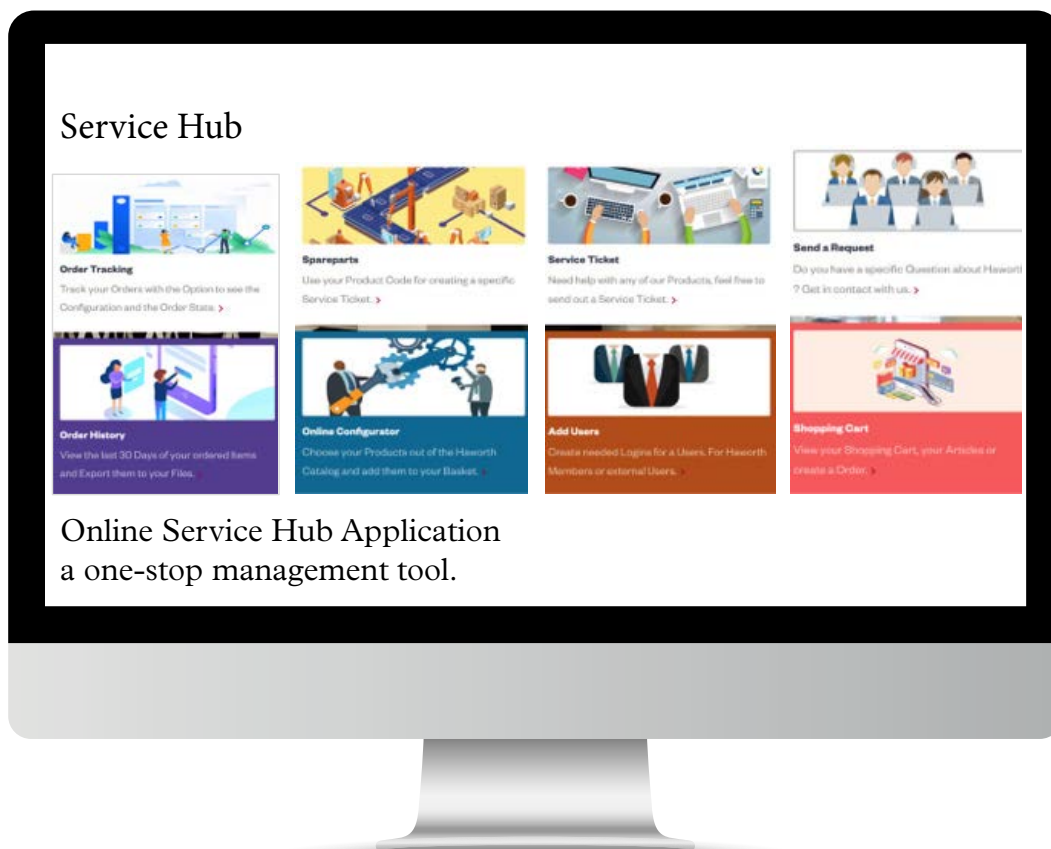 Service Hub
Order Tracking
Track your Orders with the Option to see the
Configuration and the Order State. >
Spareparts
Use your Product Code for creating a specific
Service Ticket. >
Service Ticket
Need help with any of our Products, feel free to
send out a Service Ticket. >
Send a Request
Do you have a specific Question about Haworth
? Get in contact with us. >
Order History
View the last 30 Days of your ordered Items
and Export them to your Files. >
Online Configurator
Choose your Products out of the Haworth
Catalog and add them to your Basket. >
Add Users
Create needed Logins for a Users. For Haworth
Members or external Users. >
Shopping Cart
View your Shopping Cart, your Articles or
create a Order. >
Online Service Hub Application
a one-stop management tool.